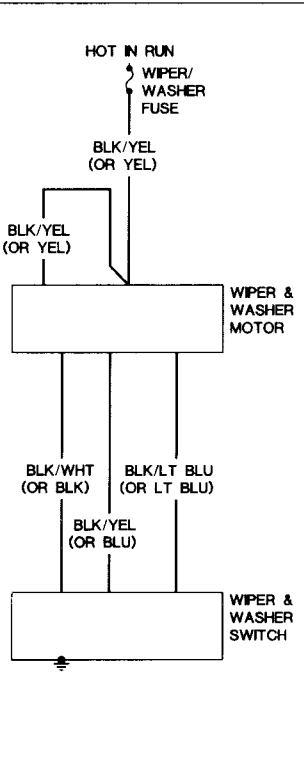 HOT IN RUN
WIPER/
WASHER
FUSE
BLK/YEL
(OR YEL)
BLK/YEL
(OR YEL)
WIPER &
WASHER
MOTOR
BLK/WHT
(OR BLK)
BLK/LT BLU
(OR LT BLU)
BLK/YEL
(OR BLU)
WIPER &
WASHER
SWITCH